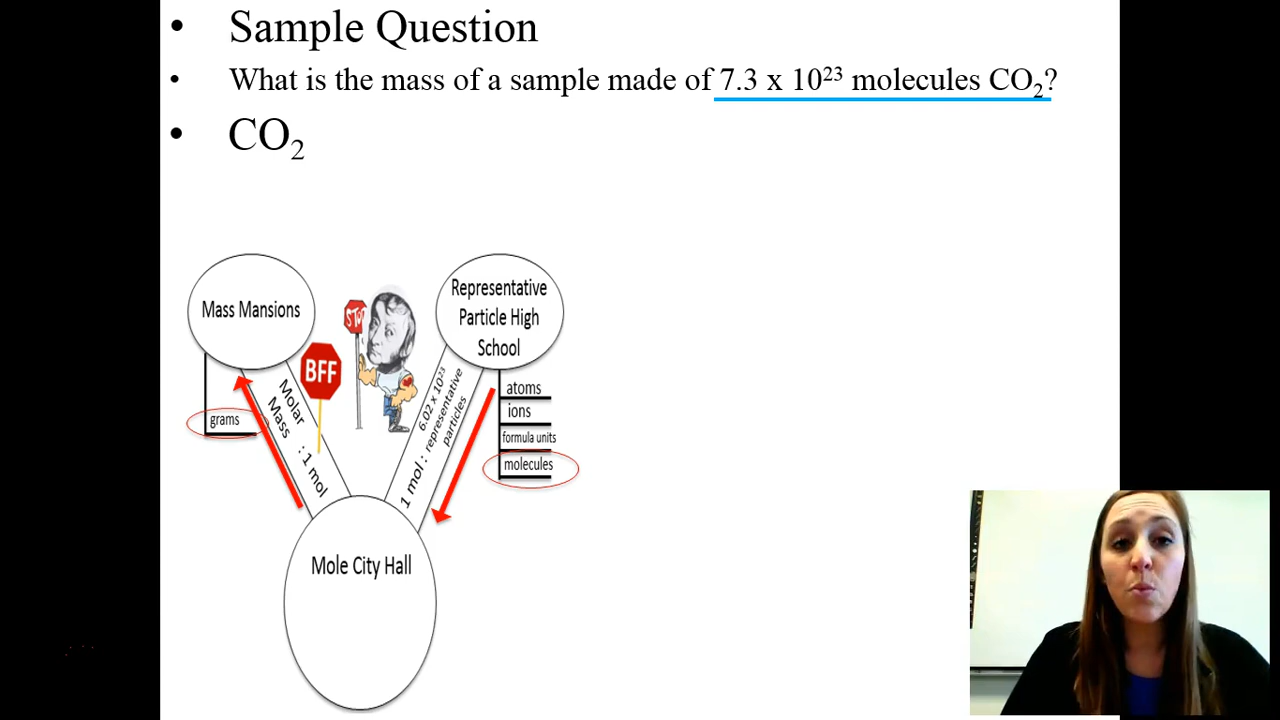 • Sample Question
• What is the mass of a sample made of 7.3 x 10²³ molecules CO₂?
• CO₂
Mass Mansions
grams
Molar
Mass : 1 mol
BFF
STOP
Representative
Particle High
School
atoms
ions
formula units
molecules
6.02 x 10²³
1 mol : representative
particles
Mole City Hall